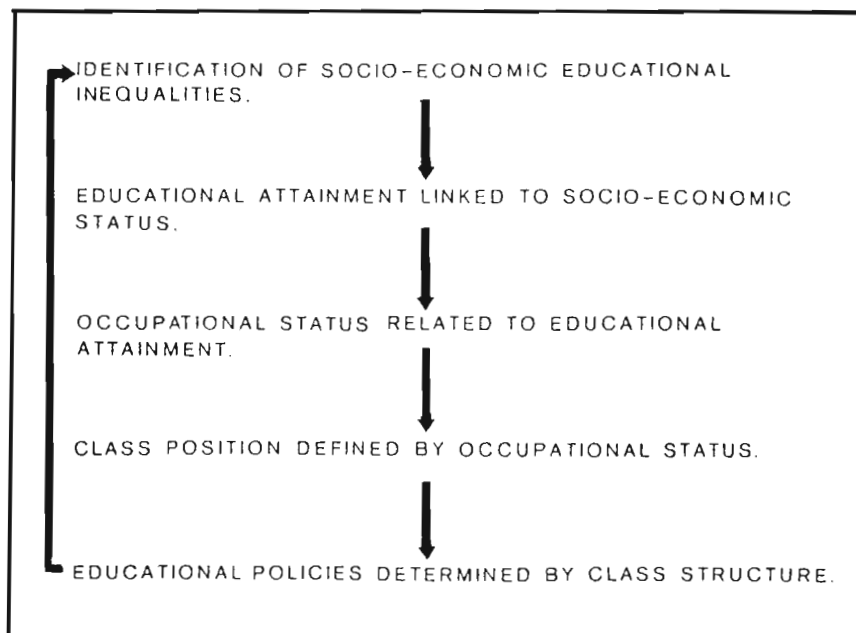 IDENTIFICATION OF SOCIO-ECONOMIC EDUCATIONAL
INEQUALITIES.
EDUCATIONAL ATTAINMENT LINKED TO SOCIO-ECONOMIC
STATUS.
OCCUPATIONAL STATUS RELATED TO EDUCATIONAL
ATTAINMENT.
CLASS POSITION DEFINED BY OCCUPATIONAL STATUS.
EDUCATIONAL POLICIES DETERMINED BY CLASS STRUCTURE.